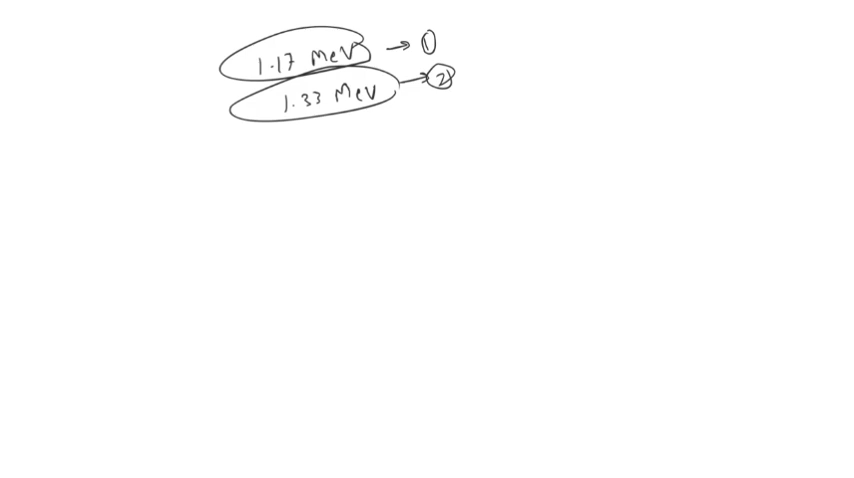 1.17 MeV → ①
1.33 MeV → ②